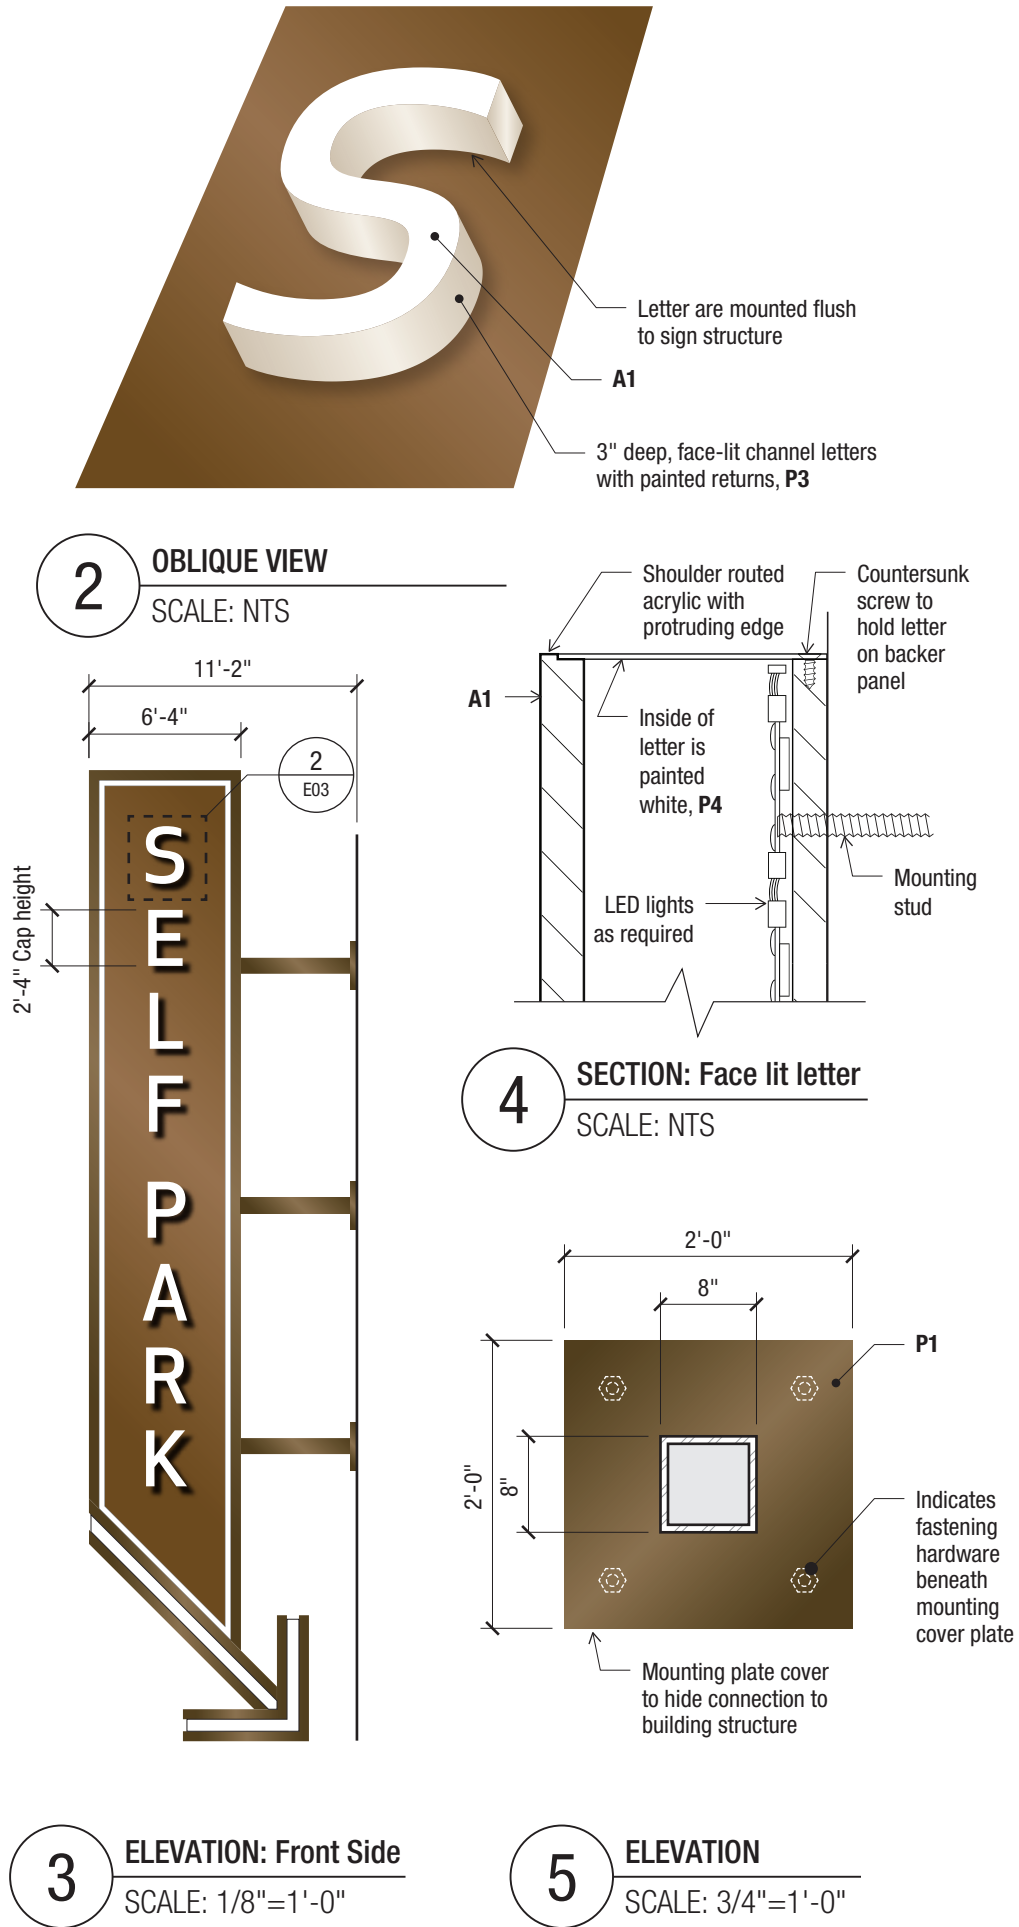 Letter are mounted flush
to sign structure
A1
3" deep, face-lit channel letters
with painted returns, P3
2
OBLIQUE VIEW
SCALE: NTS
Shoulder routed
acrylic with
protruding edge
Countersunk
screw to
hold letter
on backer
panel
A1
Inside of
letter is
painted
white, P4
LED lights
as required
Mounting
stud
4
SECTION: Face lit letter
SCALE: NTS
11'-2"
6'-4"
2
E03
2'-4" Cap height
S
E
L
F
P
A
R
K
3
ELEVATION: Front Side
SCALE: 1/8"=1'-0"
2'-0"
8"
2'-0"
8"
P1
Indicates
fastening
hardware
beneath
mounting
cover plate
Mounting plate cover
to hide connection to
building structure
5
ELEVATION
SCALE: 3/4"=1'-0"